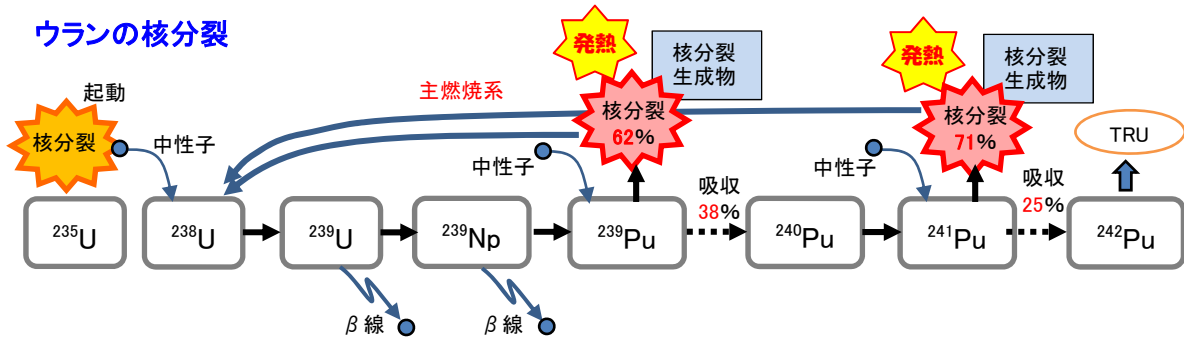 ウランの核分裂
起動
核分裂
中性子
主燃焼系
発熱
核分裂
生成物
核分裂
62%
中性子
吸収
38%
発熱
核分裂
生成物
核分裂
71%
中性子
吸収
25%
TRU
²³⁵U
²³⁸U
²³⁹U
²³⁹Np
²³⁹Pu
²⁴⁰Pu
²⁴¹Pu
²⁴²Pu
β線
β線